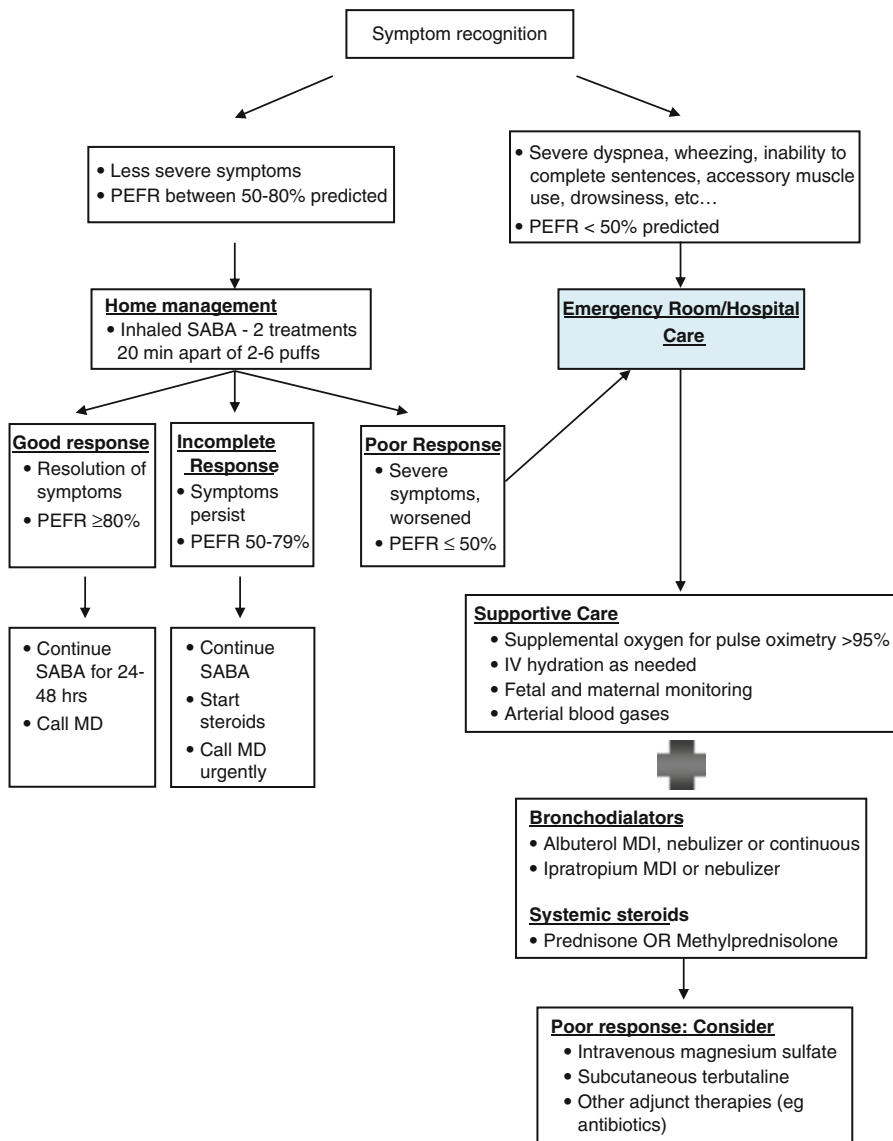 Symptom recognition
• Less severe symptoms
• PEFR between 50-80% predicted
• Severe dyspnea, wheezing, inability to
complete sentences, accessory muscle
use, drowsiness, etc…
• PEFR < 50% predicted
Home management
• Inhaled SABA - 2 treatments
20 min apart of 2-6 puffs
Emergency Room/Hospital
Care
Good response
• Resolution of
symptoms
• PEFR ≥80%
Incomplete
Response
• Symptoms
persist
• PEFR 50-79%
Poor Response
• Severe
symptoms,
worsened
• PEFR ≤ 50%
• Continue
SABA for 24-
48 hrs
• Call MD
• Continue
SABA
• Start
steroids
• Call MD
urgently
Supportive Care
• Supplemental oxygen for pulse oximetry >95%
• IV hydration as needed
• Fetal and maternal monitoring
• Arterial blood gases
Bronchodialators
• Albuterol MDI, nebulizer or continuous
• Ipratropium MDI or nebulizer
Systemic steroids
• Prednisone OR Methylprednisolone
Poor response: Consider
• Intravenous magnesium sulfate
• Subcutaneous terbutaline
• Other adjunct therapies (eg
antibiotics)